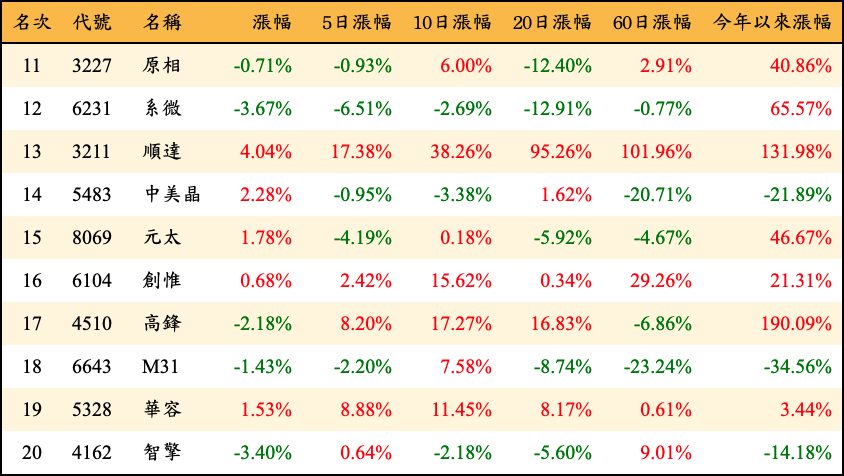 名次 代號 名稱 漲幅 5日漲幅 10日漲幅 20日漲幅 60日漲幅 今年以來漲幅
11 3227 原相 -0.71% -0.93% 6.00% -12.40% 2.91% 40.86%
12 6231 系微 -3.67% -6.51% -2.69% -12.91% -0.77% 65.57%
13 3211 順達 4.04% 17.38% 38.26% 95.26% 101.96% 131.98%
14 5483 中美晶 2.28% -0.95% -3.38% 1.62% -20.71% -21.89%
15 8069 元太 1.78% -4.19% 0.18% -5.92% -4.67% 46.67%
16 6104 創惟 0.68% 2.42% 15.62% 0.34% 29.26% 21.31%
17 4510 高鋒 -2.18% 8.20% 17.27% 16.83% -6.86% 190.09%
18 6643 M31 -1.43% -2.20% 7.58% -8.74% -23.24% -34.56%
19 5328 華容 1.53% 8.88% 11.45% 8.17% 0.61% 3.44%
20 4162 智擎 -3.40% 0.64% -2.18% -5.60% 9.01% -14.18%